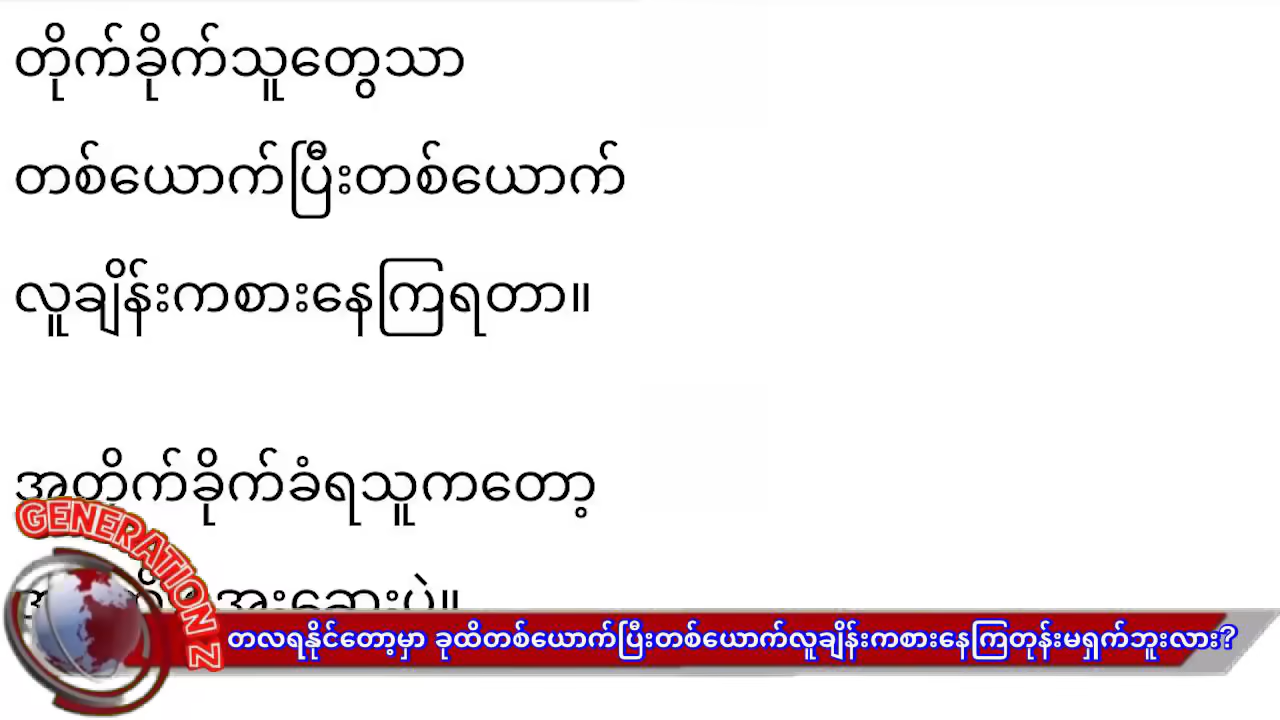 တိုက်ခိုက်သူတွေသာ
တစ်ယောက်ပြီးတစ်ယောက်
လူချိန်းကစားနေကြရတာ။
အတိုက်ခိုက်ခံရသူကတော့
အေးဆေးပဲ။
GENERATION Z
တလရနိုင်တော့မှာ ခုထိတစ်ယောက်ပြီးတစ်ယောက်လူချိန်းကစားနေကြတုန်းမရှက်ဘူးလား?